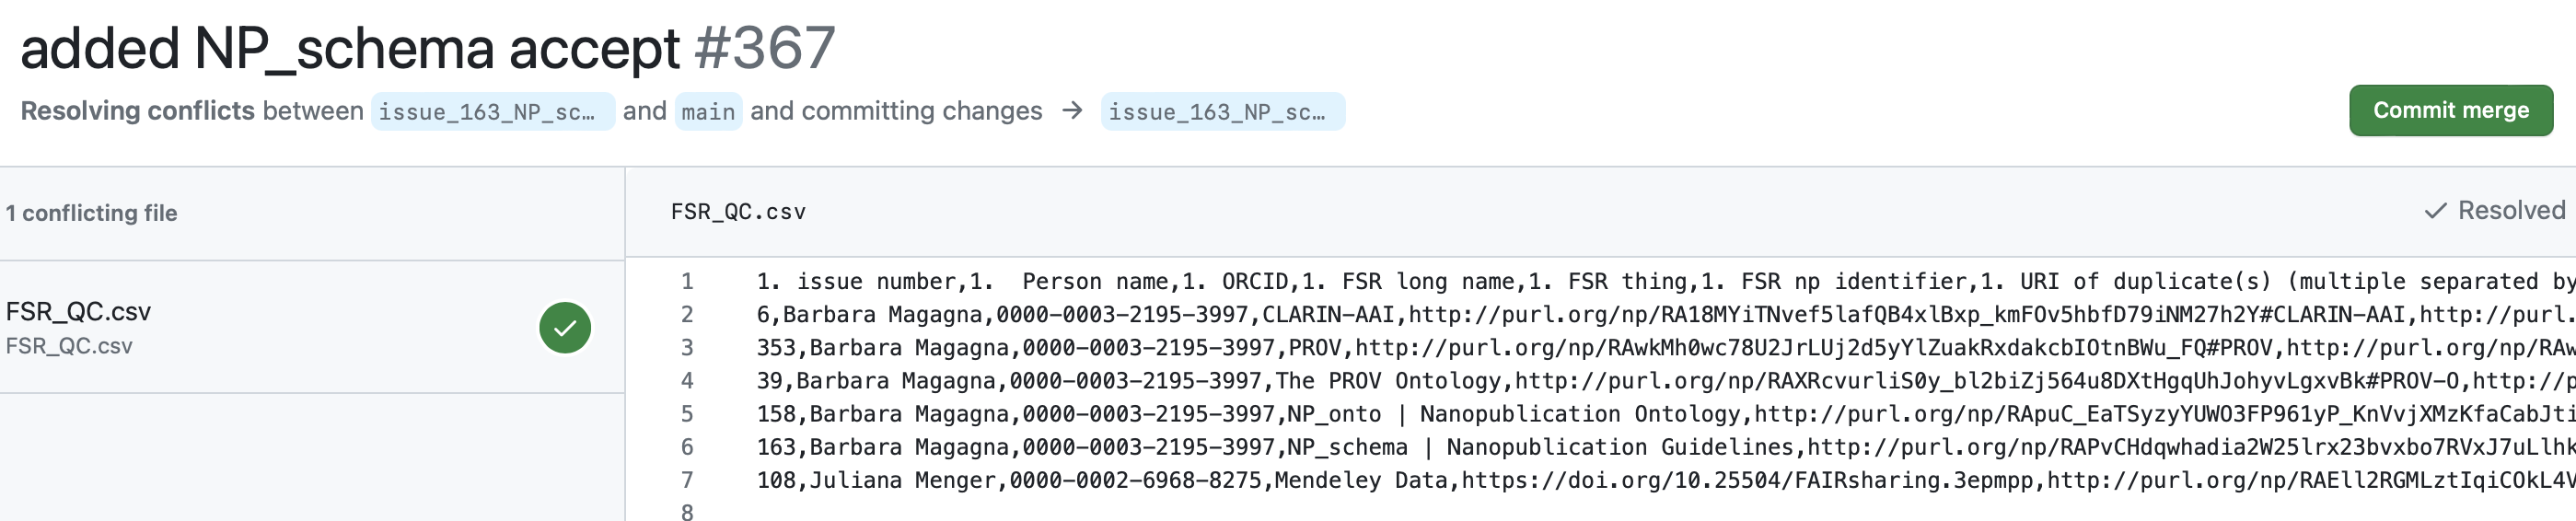 added NP_schema accept #367
Resolving conflicts between issue_163_NP_sc… and main and committing changes → issue_163_NP_sc…
Commit merge
1 conflicting file
FSR_QC.csv
Resolved
FSR_QC.csv
FSR_QC.csv
1 1. issue number,1.  Person name,1. ORCID,1. FSR long name,1. FSR thing,1. FSR np identifier,1. URI of duplicate(s) (multiple separated by
2 6,Barbara Magagna,0000-0003-2195-3997,CLARIN-AAI,http://purl.org/np/RA18MYiTNvef5lafQB4xlBxp_kmFOv5hbfD79iNM27h2Y#CLARIN-AAI,http://purl.
3 353,Barbara Magagna,0000-0003-2195-3997,PROV,http://purl.org/np/RAwkMh0wc78U2JrLUj2d5yYlZuakRxdakcbIOtnBWu_FQ#PROV,http://purl.org/np/RAw
4 39,Barbara Magagna,0000-0003-2195-3997,The PROV Ontology,http://purl.org/np/RAXRcvurliS0y_bl2biZj564u8DXtHgqUhJohyvLgxvBk#PROV-O,http://p
5 158,Barbara Magagna,0000-0003-2195-3997,NP_onto | Nanopublication Ontology,http://purl.org/np/RApuC_EaTSyzyYUWO3FP961yP_KnVvjXMzKfaCabJti
6 163,Barbara Magagna,0000-0003-2195-3997,NP_schema | Nanopublication Guidelines,http://purl.org/np/RAPvCHdqwhadia2W25lrx23bvxbo7RVxJ7uLlhk
7 108,Juliana Menger,0000-0002-6968-8275,Mendeley Data,https://doi.org/10.25504/FAIRsharing.3epmpp,http://purl.org/np/RAEll2RGMLztIqiCOkL4V
8